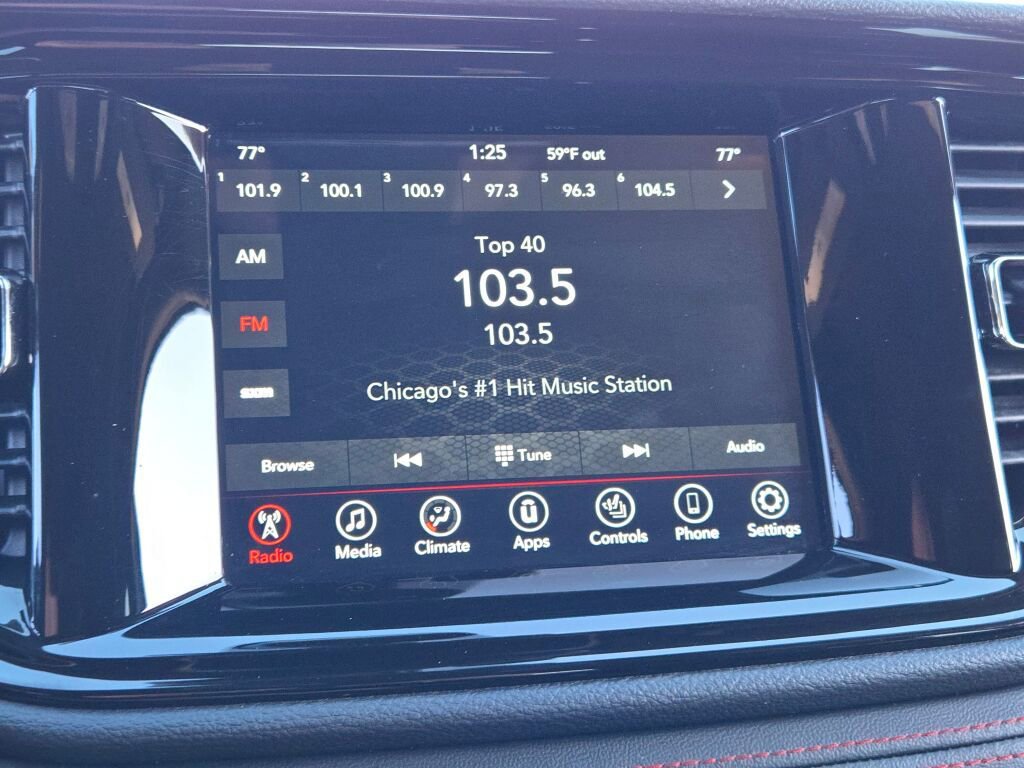 77° 1:25 59°F out 77°
1 101.9 2 100.1 3 100.9 4 97.3 5 96.3 6 104.5
AM
FM
Top 40
103.5
103.5
Chicago's #1 Hit Music Station
Browse Tune Audio
Radio Media Climate Apps Controls Phone Settings